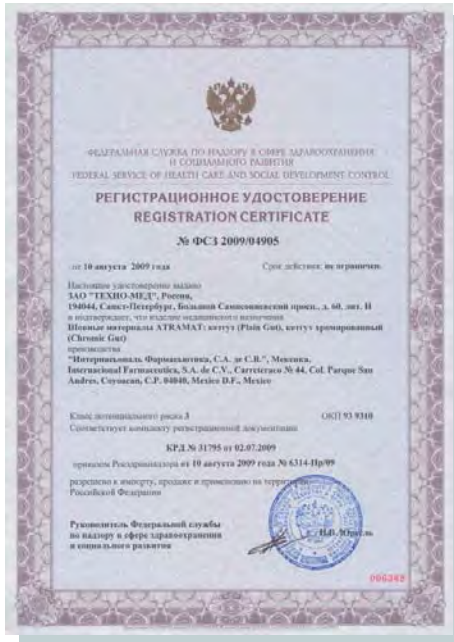 ФЕДЕРАЛЬНАЯ СЛУЖБА ПО НАДЗОРУ В СФЕРЕ ЗДРАВООХРАНЕНИЯ
И СОЦИАЛЬНОГО РАЗВИТИЯ
FEDERAL SERVICE OF HEALTH CARE AND SOCIAL DEVELOPMENT CONTROL
РЕГИСТРАЦИОННОЕ УДОСТОВЕРЕНИЕ
REGISTRATION CERTIFICATE
№ ФСЗ 2009/04905
от 10 августа 2009 года Срок действия: не ограничен.
Настоящее удостоверение выдано
ЗАО "ТЕХНО-МЕД", Россия,
194044, Санкт-Петербург, Большой Сампсониевский просп., д. 60, лит. И
и подтверждает, что изделие медицинского назначения
Шовные материалы ATRAMAT: кетгут (Plain Gut), кетгут хромированный
(Chromic Gut)
производства
"Интернасьональ Фармасьютика, С.А. де С.В.", Мексика,
Internacional Farmaceutica, S.A. de C.V., Carreteraco № 44, Col. Parque San
Andres, Coyoacan, C.P. 04040, Mexico D.F., Mexico
Класс потенциального риска 3 ОКП 93 9310
Соответствует комплекту регистрационной документации
КРД № 31795 от 02.07.2009
приказом Росздравнадзора от 10 августа 2009 года № 6314-Пр/09
разрешено к импорту, продаже и применению на территории
Российской Федерации
Руководитель Федеральной службы
по надзору в сфере здравоохранения
и социального развития
Н.В. Юргель